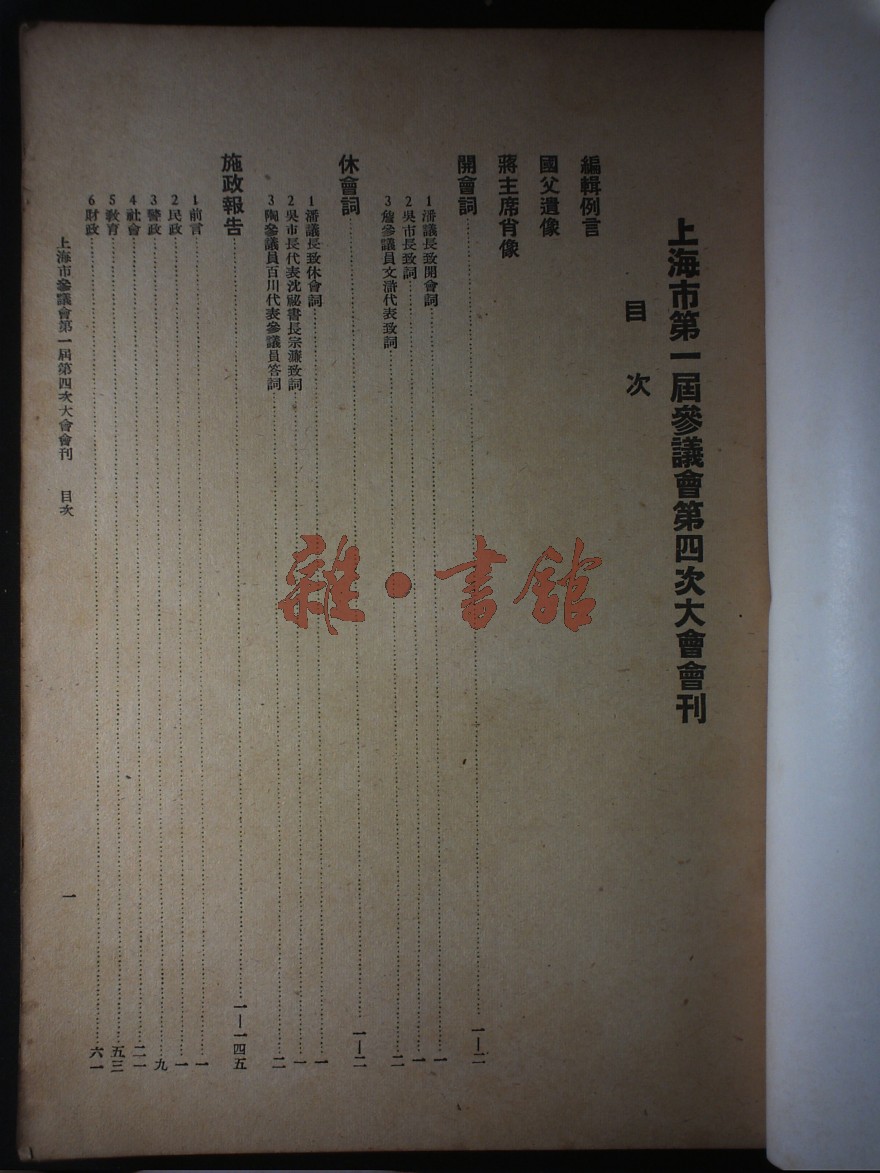 上海市第一屆參議會第四次大會會刊
目次
編輯例言
國父遺像
蔣主席肖像
開會詞……一—二
1 潘議長致開會詞……一
2 吳市長致詞……一
3 詹參議員文滸代表致詞……二
休會詞……一—二
1 潘議長致休會詞……一
2 吳市長代表沈祕書長宗濂致詞……一
3 陶參議員百川代表參議員答詞……二
施政報告……一—一四五
1 前言……一
2 民政……一
3 警政……九
4 社會……二一
5 教育……五三
6 財政……六一
上海市參議會第一屆第四次大會會刊 目次
一
雜·書館